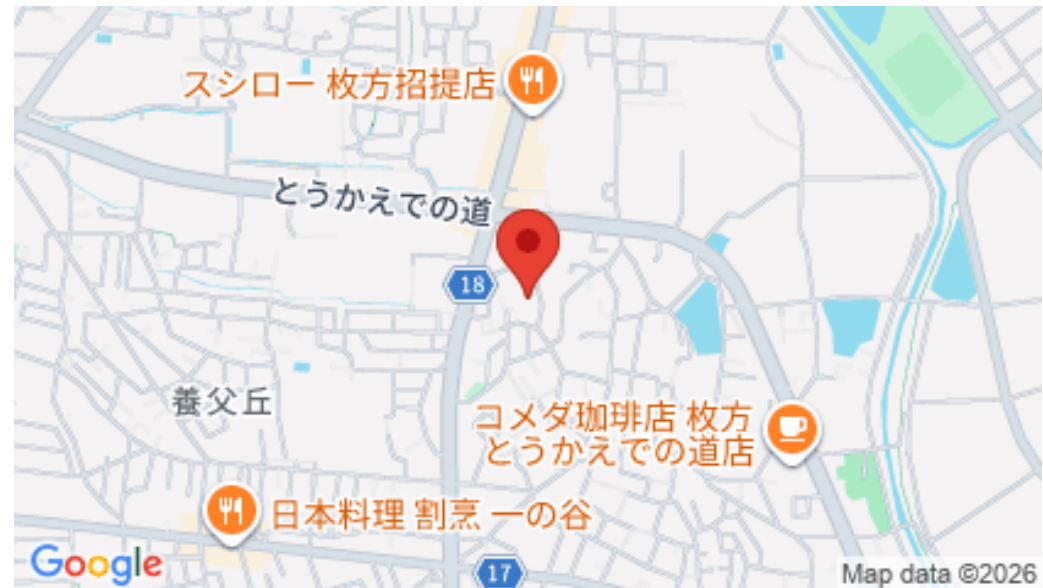 スシロー 枚方招提店
とうかえでの道
18
養父丘
コメダ珈琲店 枚方
とうかえでの道店
日本料理 割烹 一の谷
17
Google
Map data ©2026